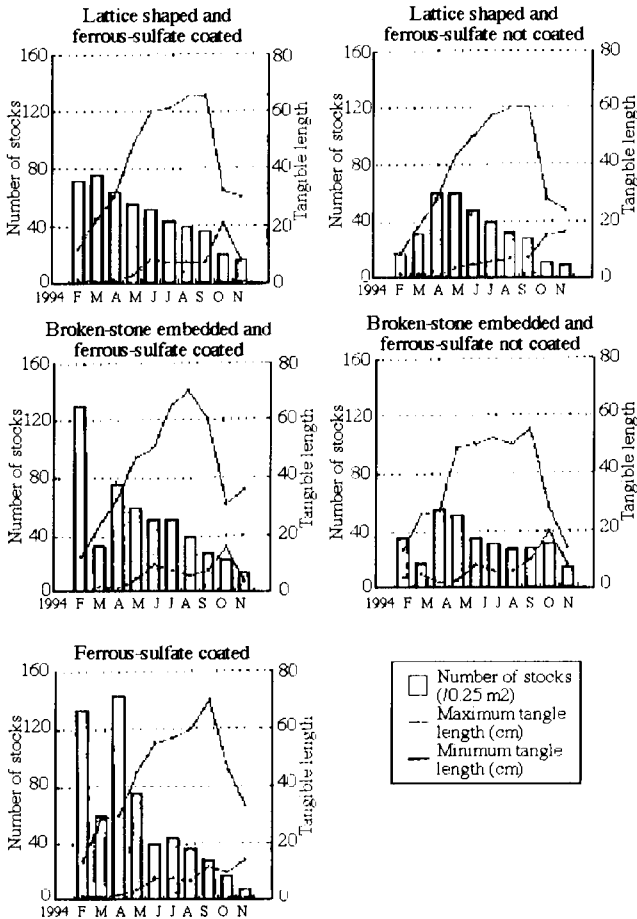 Lattice shaped and
ferrous-sulfate coated
160
120
80
40
0
Number of stocks
80
60
40
20
0
Tangible length
1994 F M A M J J A S O N
Lattice shaped and
ferrous-sulfate not coated
160
120
80
40
0
Number of stocks
80
60
40
20
0
Tangible length
1994 F M A M J J A S O N
Broken-stone embedded and
ferrous-sulfate coated
160
120
80
40
0
Number of stocks
80
60
40
20
0
Tangible length
1994 F M A M J J A S O N
Broken-stone embedded and
ferrous-sulfate not coated
160
120
80
40
0
Number of stocks
80
60
40
20
0
Tangible length
1994 F M A M J J A S O N
Ferrous-sulfate coated
160
120
80
40
0
Number of stocks
80
60
40
20
0
Tangible length
1994 F M A M J J A S O N
Number of stocks
(/0.25 m2)
Maximum tangle
length (cm)
Minimum tangle
length (cm)